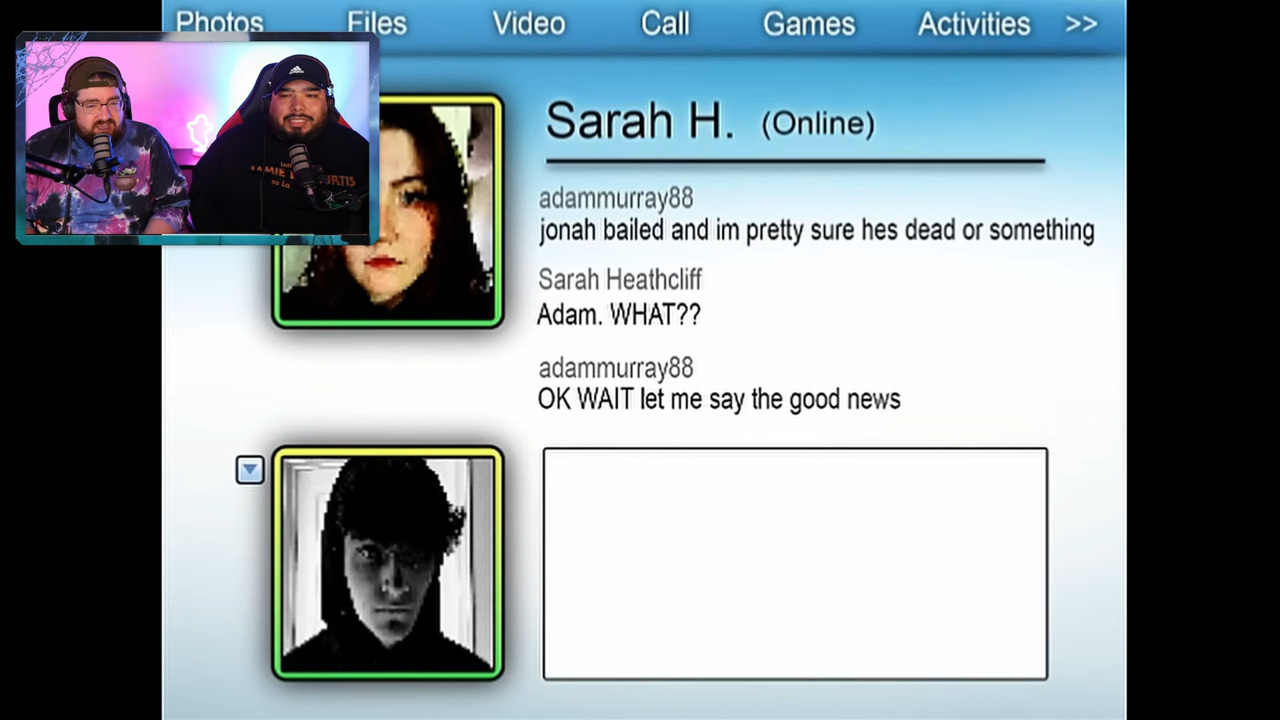 Photos Files Video Call Games Activities >>
Sarah H. (Online)
adammurray88
jonah bailed and im pretty sure hes dead or something
Sarah Heathcliff
Adam. WHAT??
adammurray88
OK WAIT let me say the good news